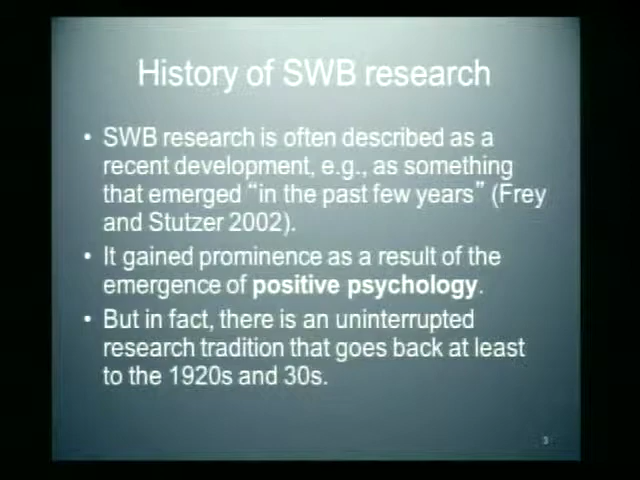 History of SWB research
• SWB research is often described as a
recent development, e.g., as something
that emerged “in the past few years” (Frey
and Stutzer 2002).
• It gained prominence as a result of the
emergence of positive psychology.
• But in fact, there is an uninterrupted
research tradition that goes back at least
to the 1920s and 30s.
3